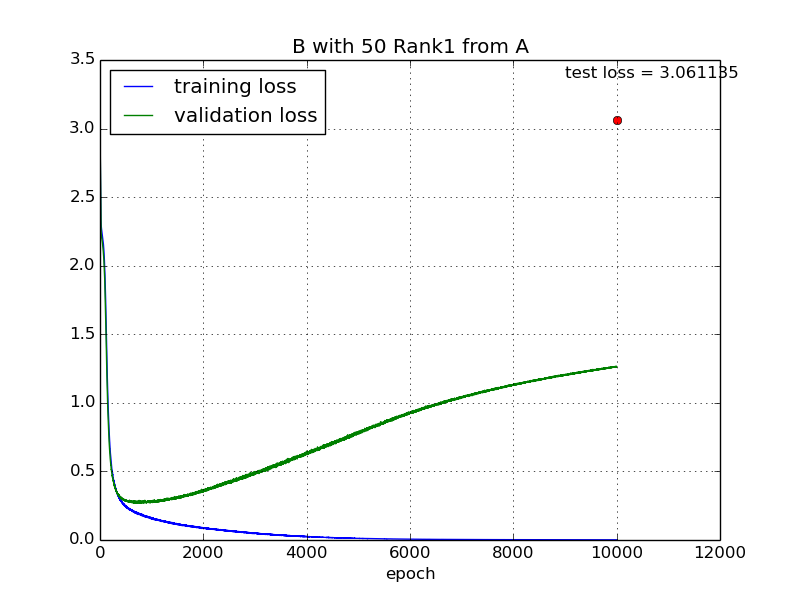 B with 50 Rank1 from A
3.5
test loss = 3.061135
training loss
validation loss
3.0
2.5
2.0
1.5
1.0
0.5
0.0
0 2000 4000 6000 8000 10000 12000
epoch